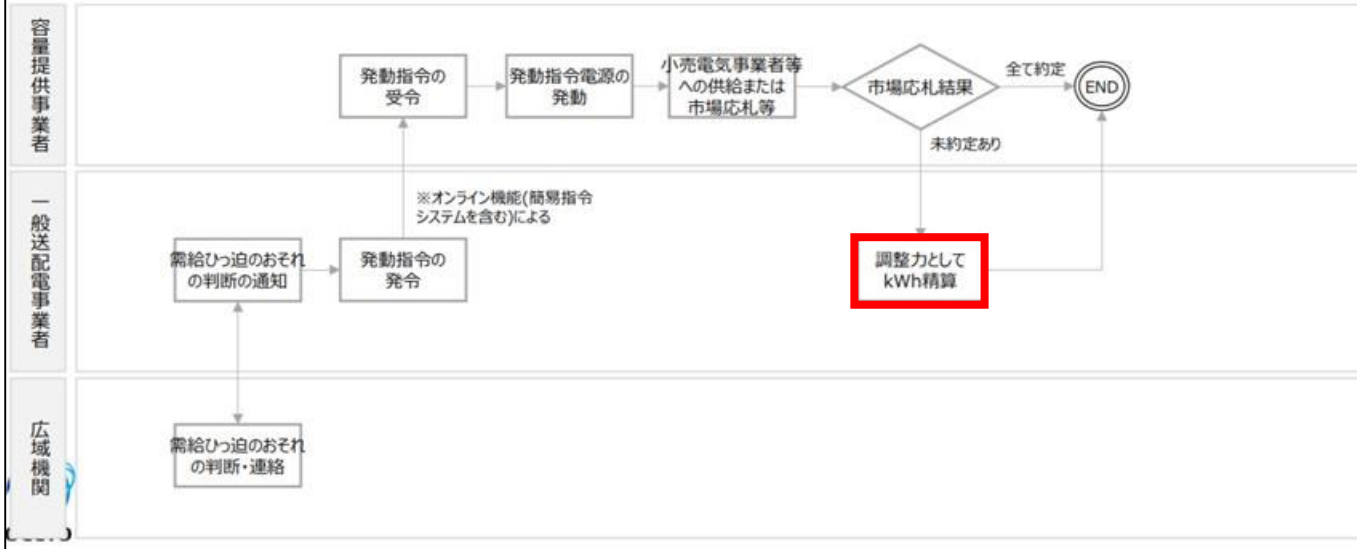 容量提供事業者
発動指令の
受令
発動指令電源の
発動
小売電気事業者等
への供給または
市場応札等
市場応札結果
全て約定
END
未約定あり
一般送配電事業者
※オンライン機能(簡易指令
システムを含む)による
需給ひっ迫のおそれ
の判断の通知
発動指令の
発令
調整力として
kWh精算
広域機関
需給ひっ迫のおそれ
の判断・連絡